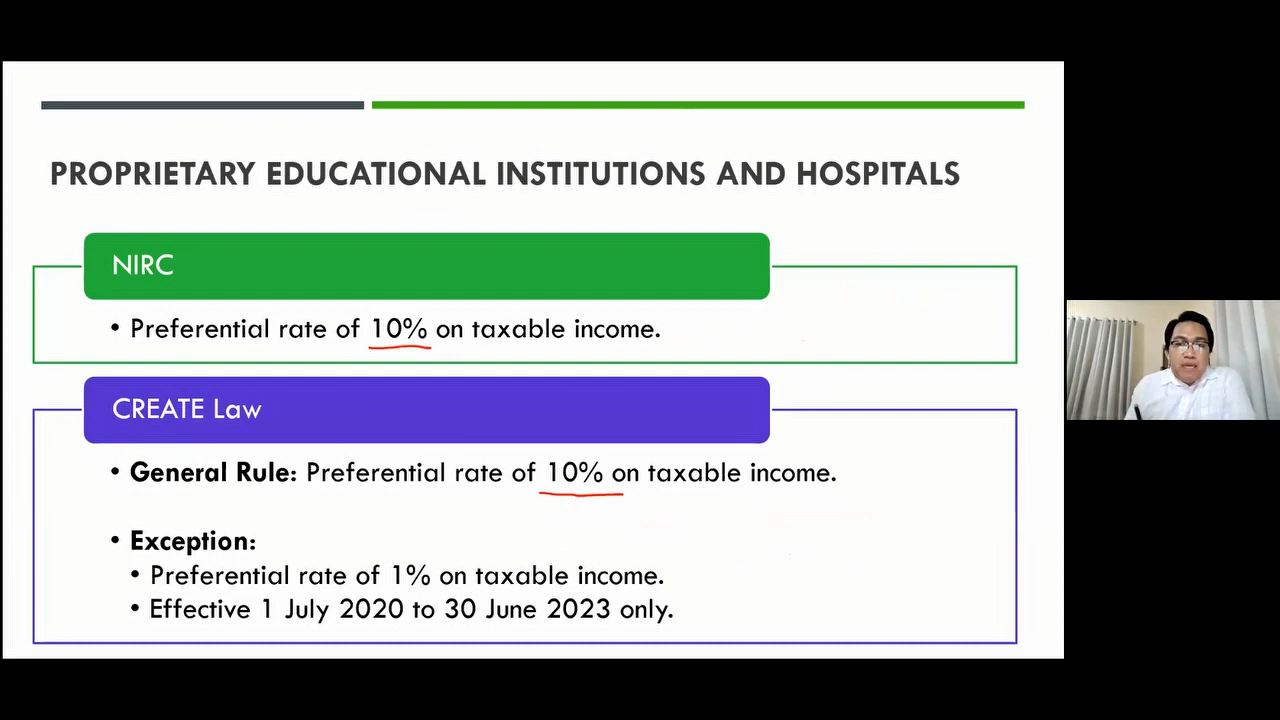 PROPRIETARY EDUCATIONAL INSTITUTIONS AND HOSPITALS
NIRC
• Preferential rate of 10% on taxable income.
CREATE Law
• General Rule: Preferential rate of 10% on taxable income.
• Exception:
• Preferential rate of 1% on taxable income.
• Effective 1 July 2020 to 30 June 2023 only.